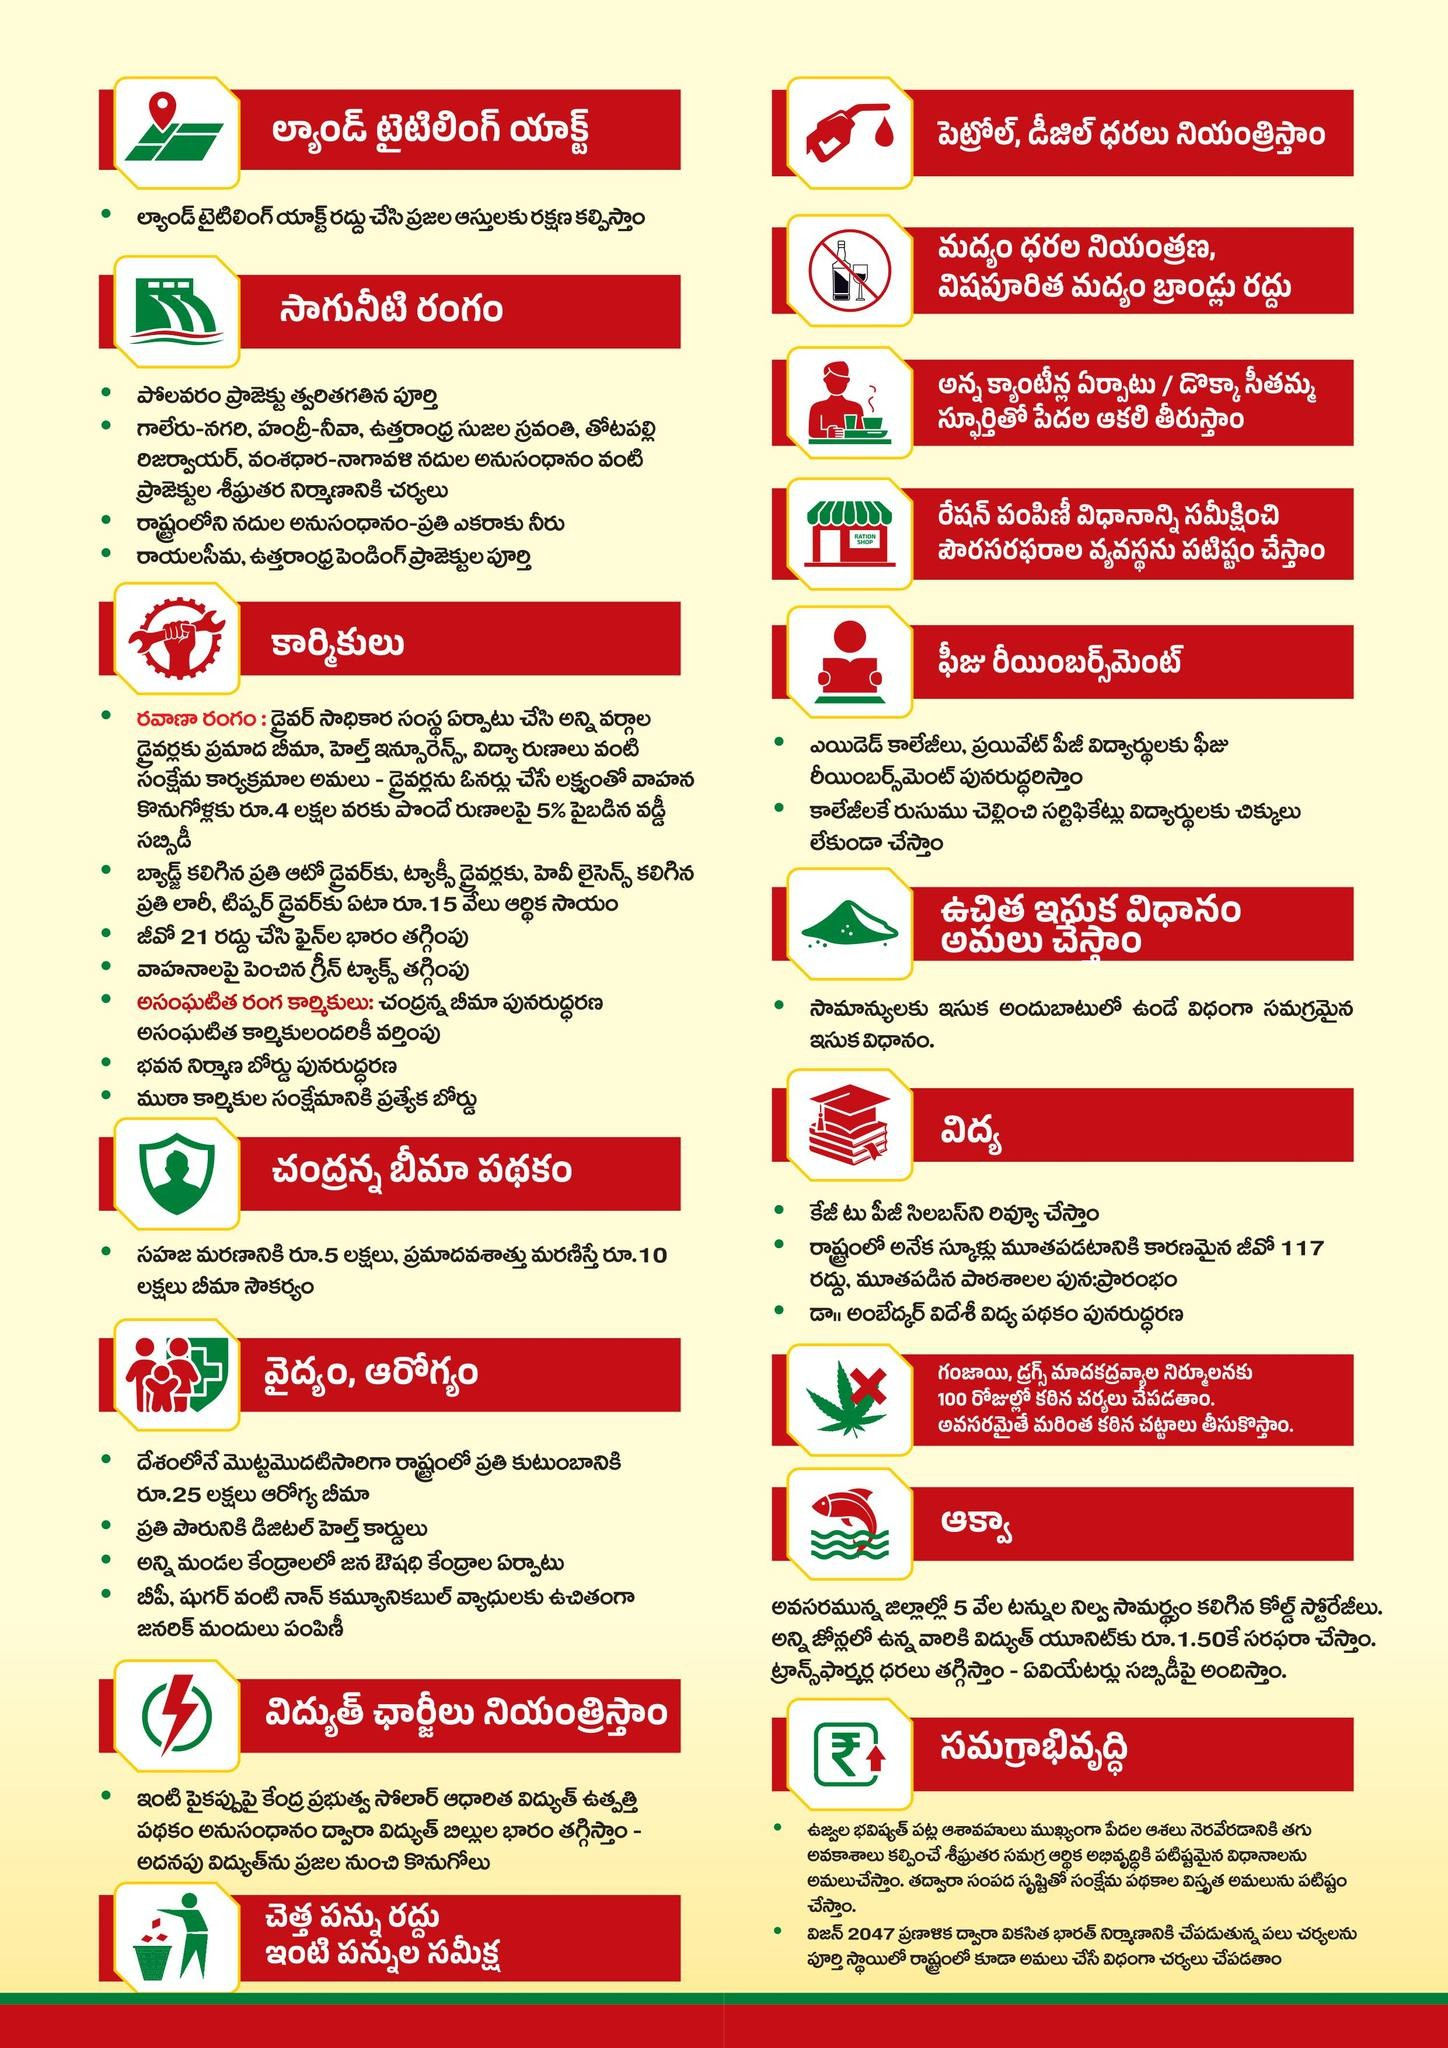 ల్యాండ్ టైటిలింగ్ యాక్ట్
ల్యాండ్ టైటిలింగ్ యాక్ట్ రద్దు చేసి ప్రజల ఆస్తులకు రక్షణ కల్పిస్తాం
సాగునీటి రంగం
పోలవరం ప్రాజెక్టు త్వరితగతిన పూర్తి
గాలేరు-నగరి, హంద్రీ-నీవా, ఉత్తరాంధ్ర సుజల స్రవంతి, తోటపల్లి
రిజర్వాయర్, వంశధార-నాగావళి నదుల అనుసంధానం వంటి
ప్రాజెక్టుల శీఘ్రతర నిర్మాణానికి చర్యలు
రాష్ట్రంలోని నదుల అనుసంధానం-ప్రతి ఎకరాకు నీరు
రాయలసీమ, ఉత్తరాంధ్ర పెండింగ్ ప్రాజెక్టుల పూర్తి
కార్మికులు
రవాణా రంగం : డ్రైవర్ సాధికార సంస్థ ఏర్పాటు చేసి అన్ని వర్గాల
డ్రైవర్లకు ప్రమాద బీమా, హెల్త్ ఇన్సూరెన్స్, విద్యా రుణాలు వంటి
సంక్షేమ కార్యక్రమాల అమలు - డ్రైవర్లను ఓనర్లు చేసే లక్ష్యంతో వాహన
కొనుగోళ్లకు రూ.4 లక్షల వరకు పొందే రుణాలపై 5% పైబడిన వడ్డీ
సబ్సిడీ
బ్యాడ్జ్ కలిగిన ప్రతి ఆటో డ్రైవర్‌కు, ట్యాక్సీ డ్రైవర్లకు, హెవీ లైసెన్స్ కలిగిన
ప్రతి లారీ, టిప్పర్ డ్రైవర్‌కు ఏటా రూ.15 వేలు ఆర్థిక సాయం
జీవో 21 రద్దు చేసి ఫైన్‌ల భారం తగ్గింపు
వాహనాలపై పెంచిన గ్రీన్ ట్యాక్స్ తగ్గింపు
అసంఘటిత రంగ కార్మికులు: చంద్రన్న బీమా పునరుద్ధరణ
అసంఘటిత కార్మికులందరికీ వర్తింపు
భవన నిర్మాణ బోర్డు పునరుద్ధరణ
ముఠా కార్మికుల సంక్షేమానికి ప్రత్యేక బోర్డు
చంద్రన్న బీమా పథకం
సహజ మరణానికి రూ.5 లక్షలు, ప్రమాదవశాత్తు మరణిస్తే రూ.10
లక్షలు బీమా సౌకర్యం
వైద్యం, ఆరోగ్యం
దేశంలోనే మొట్టమొదటిసారిగా రాష్ట్రంలో ప్రతి కుటుంబానికి
రూ.25 లక్షలు ఆరోగ్య బీమా
ప్రతి పౌరునికి డిజిటల్ హెల్త్ కార్డులు
అన్ని మండల కేంద్రాలలో జన ఔషధి కేంద్రాల ఏర్పాటు
బీపీ, షుగర్ వంటి నాన్ కమ్యూనికబుల్ వ్యాధులకు ఉచితంగా
జనరిక్ మందులు పంపిణీ
విద్యుత్ ఛార్జీలు నియంత్రిస్తాం
ఇంటి పైకప్పుపై కేంద్ర ప్రభుత్వ సోలార్ ఆధారిత విద్యుత్ ఉత్పత్తి
పథకం అనుసంధానం ద్వారా విద్యుత్ బిల్లుల భారం తగ్గిస్తాం -
అదనపు విద్యుత్‌ను ప్రజల నుంచి కొనుగోలు
చెత్త పన్ను రద్దు
ఇంటి పన్నుల సమీక్ష
పెట్రోల్, డీజిల్ ధరలు నియంత్రిస్తాం
మద్యం ధరల నియంత్రణ,
విషపూరిత మద్యం బ్రాండ్లు రద్దు
అన్న క్యాంటీన్ల ఏర్పాటు / డొక్కా సీతమ్మ
స్ఫూర్తితో పేదల ఆకలి తీరుస్తాం
RATION
SHOP
రేషన్ పంపిణీ విధానాన్ని సమీక్షించి
పౌరసరఫరాల వ్యవస్థను పటిష్టం చేస్తాం
ఫీజు రీయింబర్స్‌మెంట్
ఎయిడెడ్ కాలేజీలు, ప్రయివేట్ పీజీ విద్యార్థులకు ఫీజు
రీయింబర్స్‌మెంట్ పునరుద్ధరిస్తాం
కాలేజీలకే రుసుము చెల్లించి సర్టిఫికేట్లు విద్యార్థులకు చిక్కులు
లేకుండా చేస్తాం
ఉచిత ఇసుక విధానం
అమలు చేస్తాం
సామాన్యులకు ఇసుక అందుబాటులో ఉండే విధంగా సమగ్రమైన
ఇసుక విధానం.
విద్య
కేజీ టు పీజీ సిలబస్‌ని రివ్యూ చేస్తాం
రాష్ట్రంలో అనేక స్కూళ్లు మూతపడటానికి కారణమైన జీవో 117
రద్దు, మూతపడిన పాఠశాలల పున:ప్రారంభం
డా॥ అంబేద్కర్ విదేశీ విద్య పథకం పునరుద్ధరణ
గంజాయి, డ్రగ్స్ మాదకద్రవ్యాల నిర్మూలనకు
100 రోజుల్లో కఠిన చర్యలు చేపడతాం.
అవసరమైతే మరింత కఠిన చట్టాలు తీసుకొస్తాం.
ఆక్వా
అవసరమున్న జిల్లాల్లో 5 వేల టన్నుల నిల్వ సామర్థ్యం కలిగిన కోల్డ్ స్టోరేజీలు.
అన్ని జోన్లలో ఉన్న వారికి విద్యుత్ యూనిట్‌కు రూ.1.50కే సరఫరా చేస్తాం.
ట్రాన్స్‌ఫార్మర్ల ధరలు తగ్గిస్తాం - ఏవియేటర్లు సబ్సిడీపై అందిస్తాం.
సమగ్రాభివృద్ధి
ఉజ్వల భవిష్యత్ పట్ల ఆశావహులు ముఖ్యంగా పేదల ఆశలు నెరవేరడానికి తగు
అవకాశాలు కల్పించే శీఘ్రతర సమగ్ర ఆర్థిక అభివృద్ధికి పటిష్టమైన విధానాలను
అమలుచేస్తాం. తద్వారా సంపద సృష్టితో సంక్షేమ పథకాల విస్తృత అమలును పటిష్టం
చేస్తాం.
విజన్ 2047 ప్రణాళిక ద్వారా వికసిత భారత్ నిర్మాణానికి చేపడుతున్న పలు చర్యలను
పూర్తి స్థాయిలో రాష్ట్రంలో కూడా అమలు చేసే విధంగా చర్యలు చేపడతాం